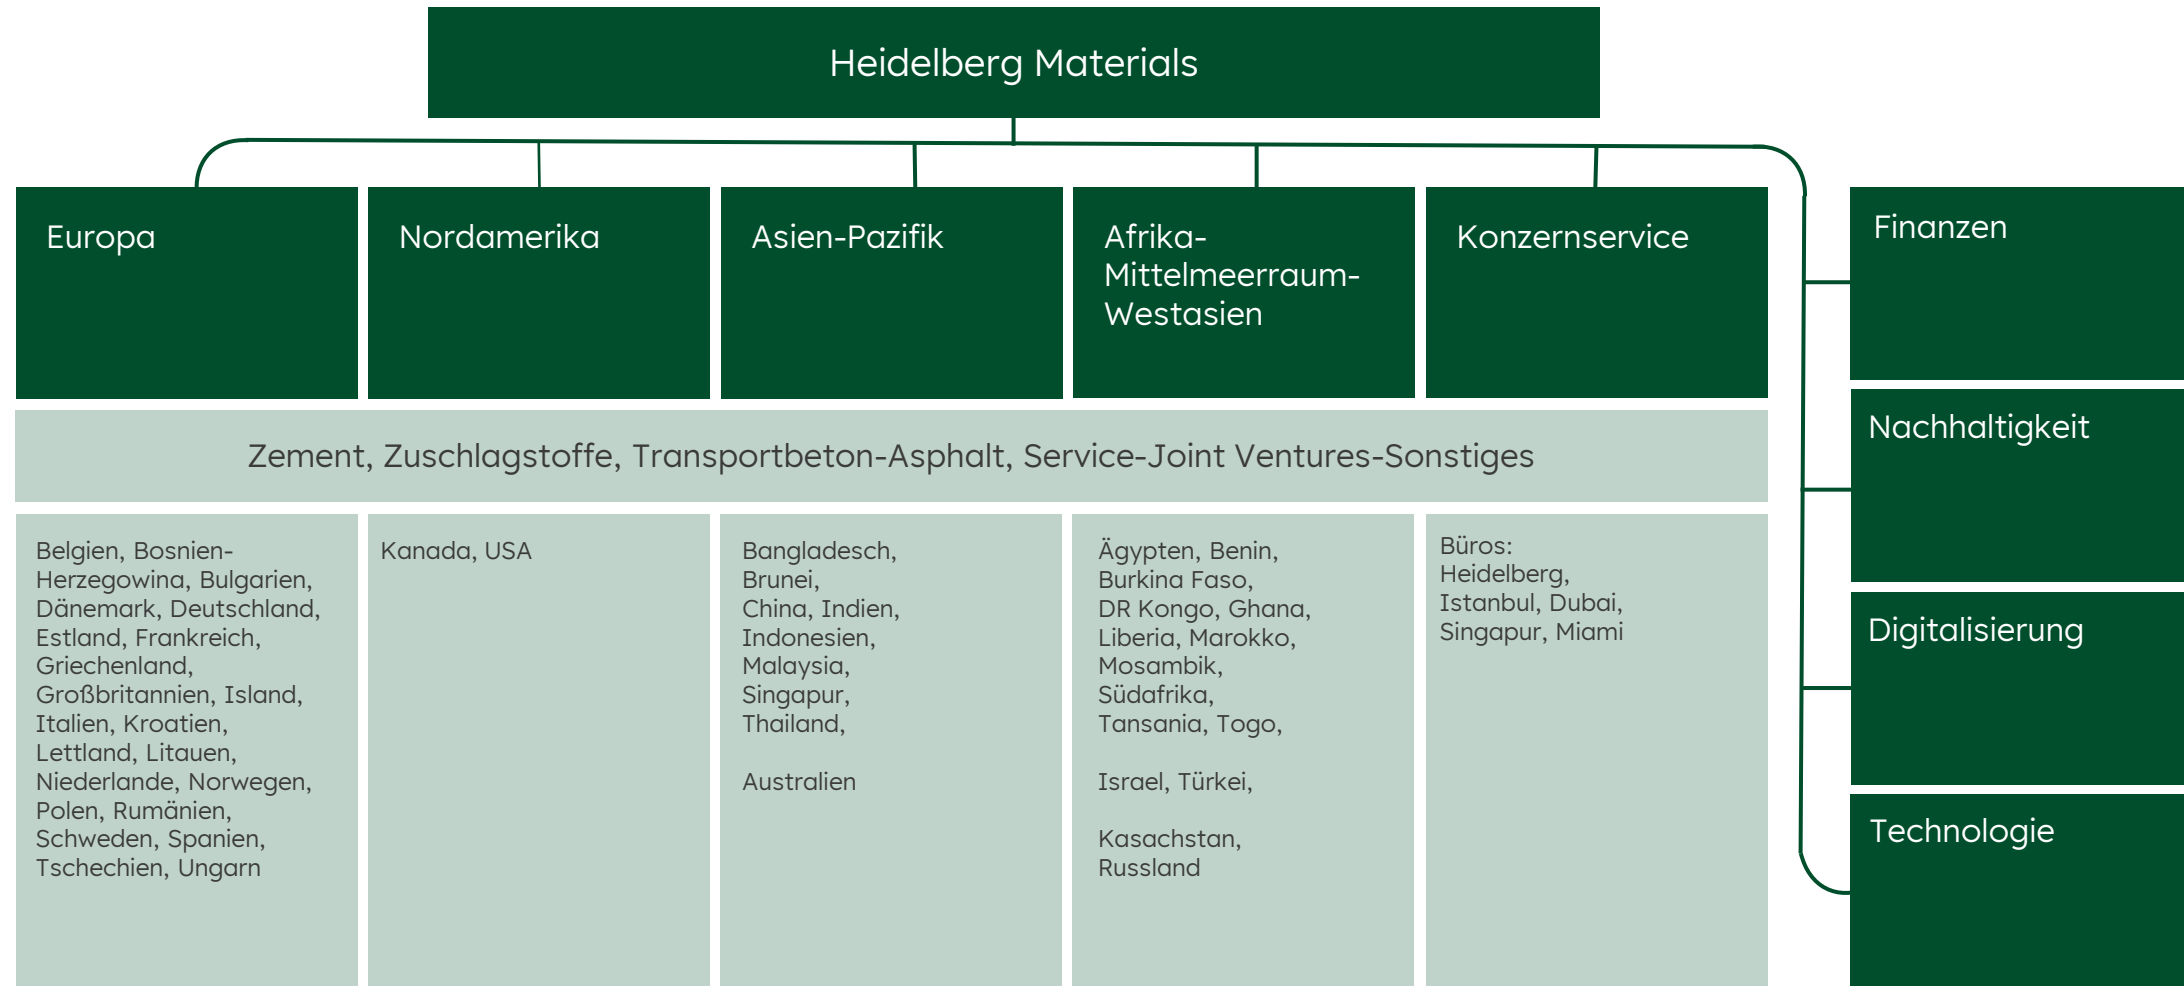 Heidelberg Materials
Europa
Nordamerika
Asien-Pazifik
Afrika-
Mittelmeerraum-
Westasien
Konzernservice
Finanzen
Nachhaltigkeit
Digitalisierung
Technologie
Zement, Zuschlagstoffe, Transportbeton-Asphalt, Service-Joint Ventures-Sonstiges
Belgien, Bosnien-
Herzegowina, Bulgarien,
Dänemark, Deutschland,
Estland, Frankreich,
Griechenland,
Großbritannien, Island,
Italien, Kroatien,
Lettland, Litauen,
Niederlande, Norwegen,
Polen, Rumänien,
Schweden, Spanien,
Tschechien, Ungarn
Kanada, USA
Bangladesch,
Brunei,
China, Indien,
Indonesien,
Malaysia,
Singapur,
Thailand,
Australien
Ägypten, Benin,
Burkina Faso,
DR Kongo, Ghana,
Liberia, Marokko,
Mosambik,
Südafrika,
Tansania, Togo,
Israel, Türkei,
Kasachstan,
Russland
Büros:
Heidelberg,
Istanbul, Dubai,
Singapur, Miami